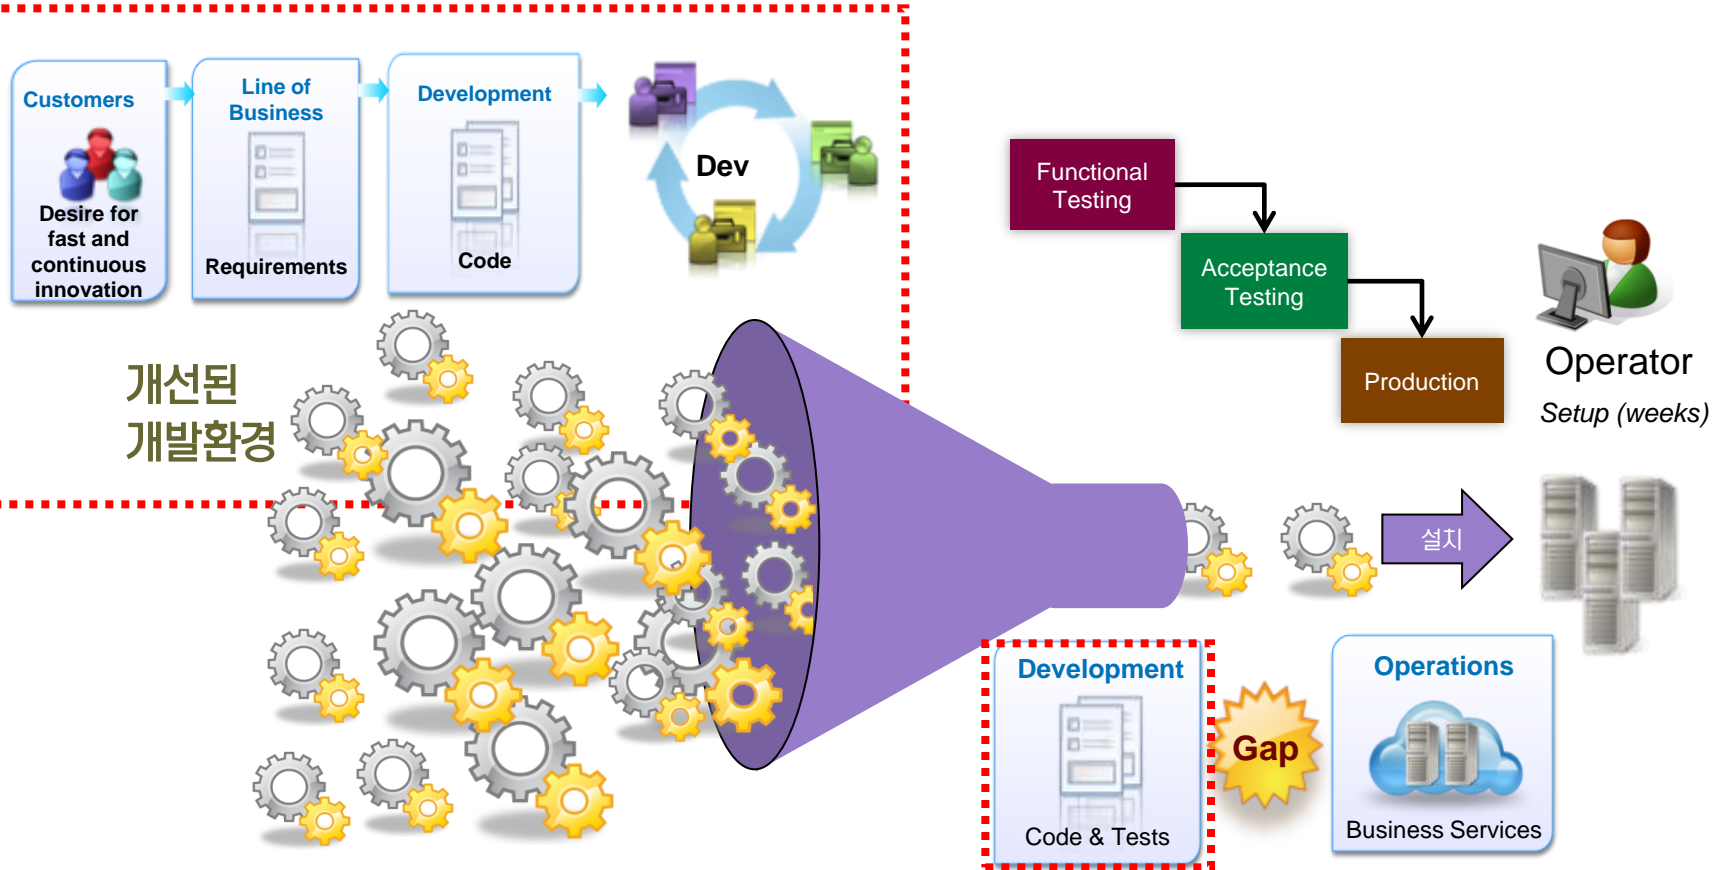 Customers
Desire for
fast and
continuous
innovation
Line of
Business
Requirements
Development
Code
Dev
개선된
개발환경
Functional
Testing
Acceptance
Testing
Production
Operator
Setup (weeks)
설치
Development
Code & Tests
Gap
Operations
Business Services